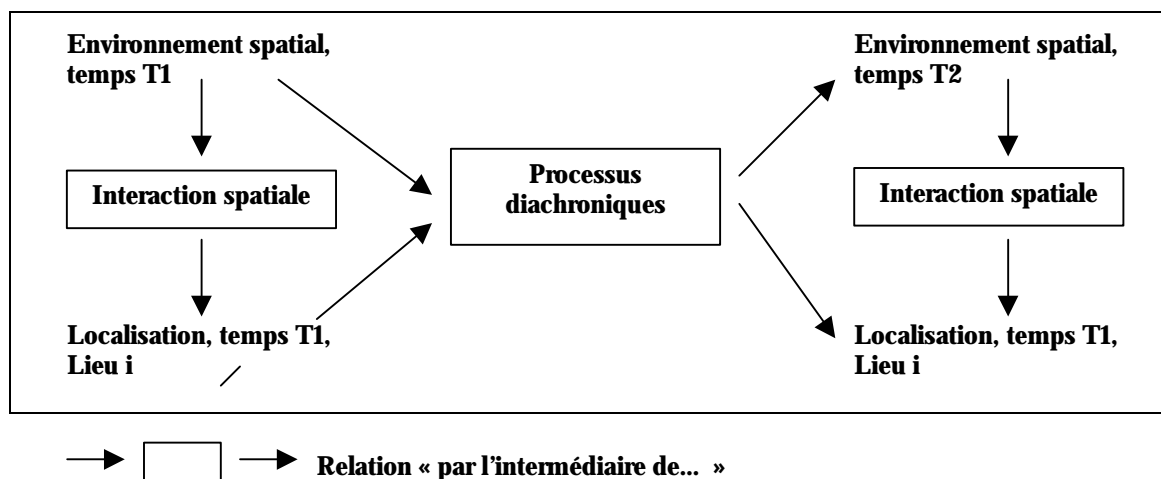 Environnement spatial,
temps T1
Environnement spatial,
temps T2
Interaction spatiale
Processus
diachroniques
Interaction spatiale
Localisation, temps T1,
Lieu i
Localisation, temps T1,
Lieu i
Relation « par l'intermédiaire de... »